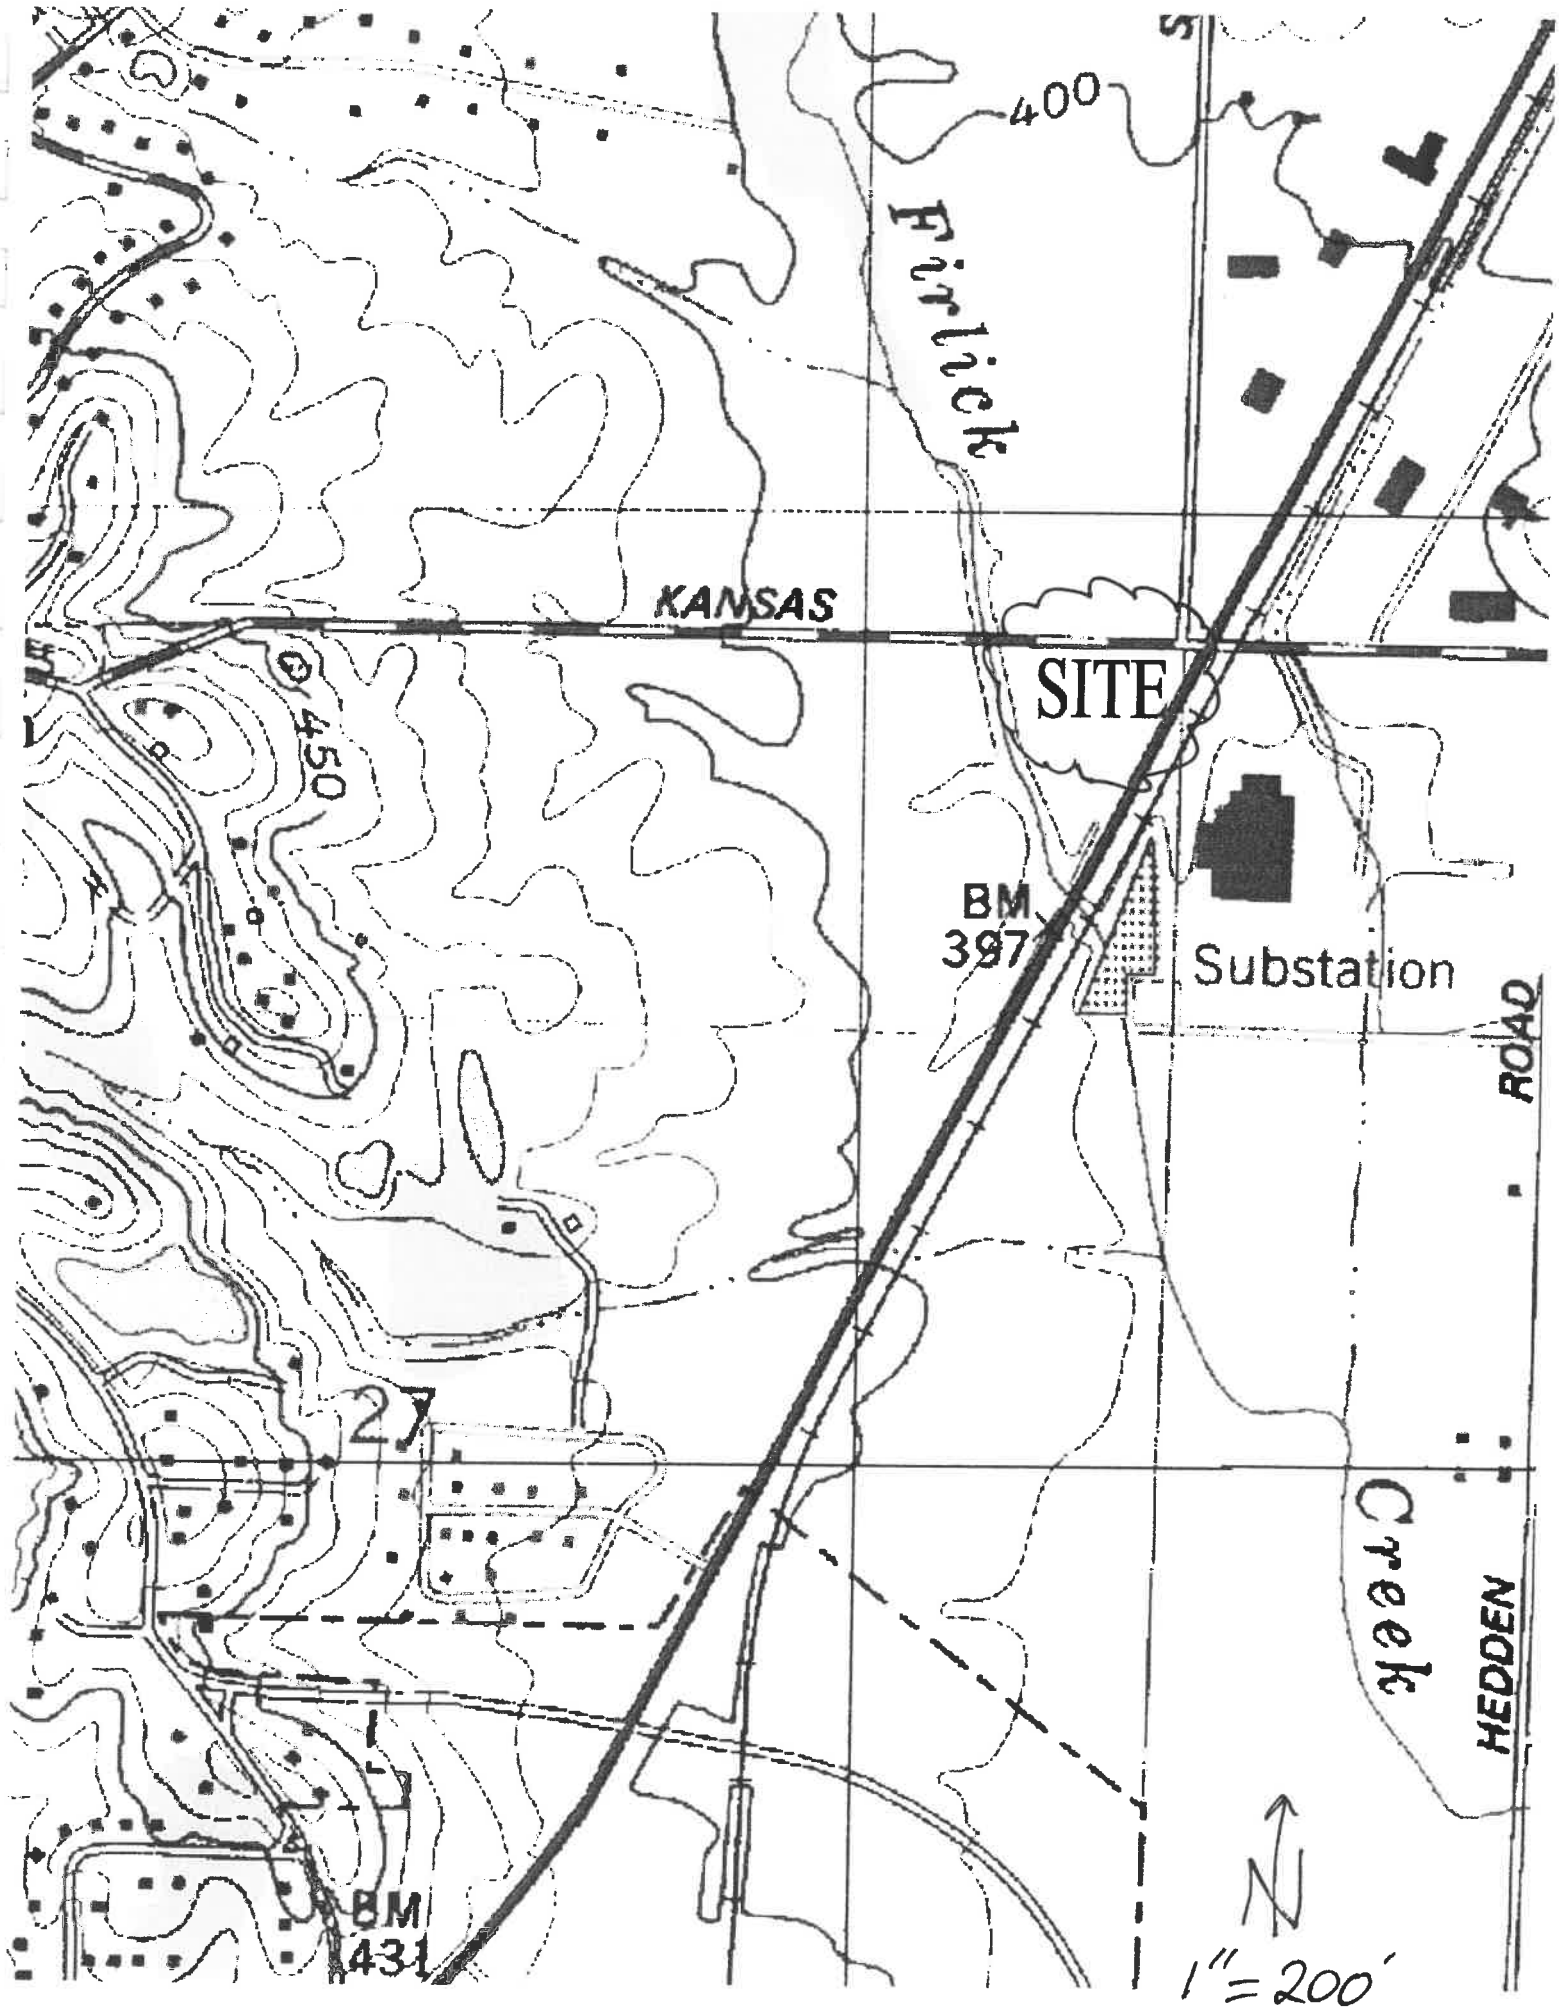 S
400
Firlick
KANSAS
SITE
450
BM
397
Substation
ROAD
27
Creek
HEDDEN
BM
431
N
1" = 200'